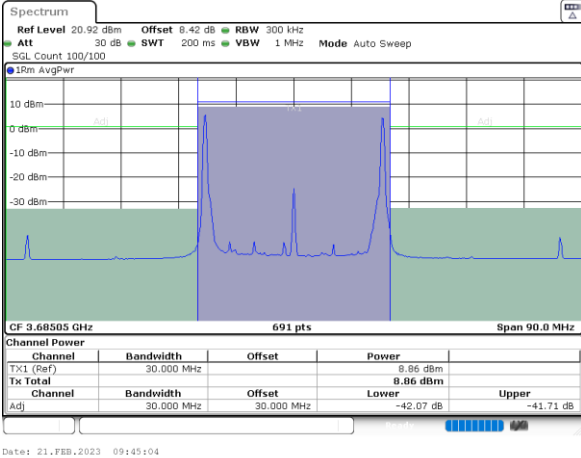 Spectrum
Ref Level 20.92 dBm Offset 8.42 dB RBW 300 kHz
Att 30 dB SWT 200 ms VBW 1 MHz Mode Auto Sweep
SGL Count 100/100
1Rm AvgPwr
10 dBm
Adj Adj
0 dBm
-10 dBm
-20 dBm
-30 dBm
CF 3.68505 GHz 691 pts Span 90.0 MHz
Channel Power
Channel Bandwidth Offset Power
TX1 (Ref) 30.000 MHz 8.86 dBm
Tx Total 8.86 dBm
Channel Bandwidth Offset Lower Upper
Adj 30.000 MHz 30.000 MHz -42.07 dB -41.71 dB
Ready
Date: 21.FEB.2023 09:45:04